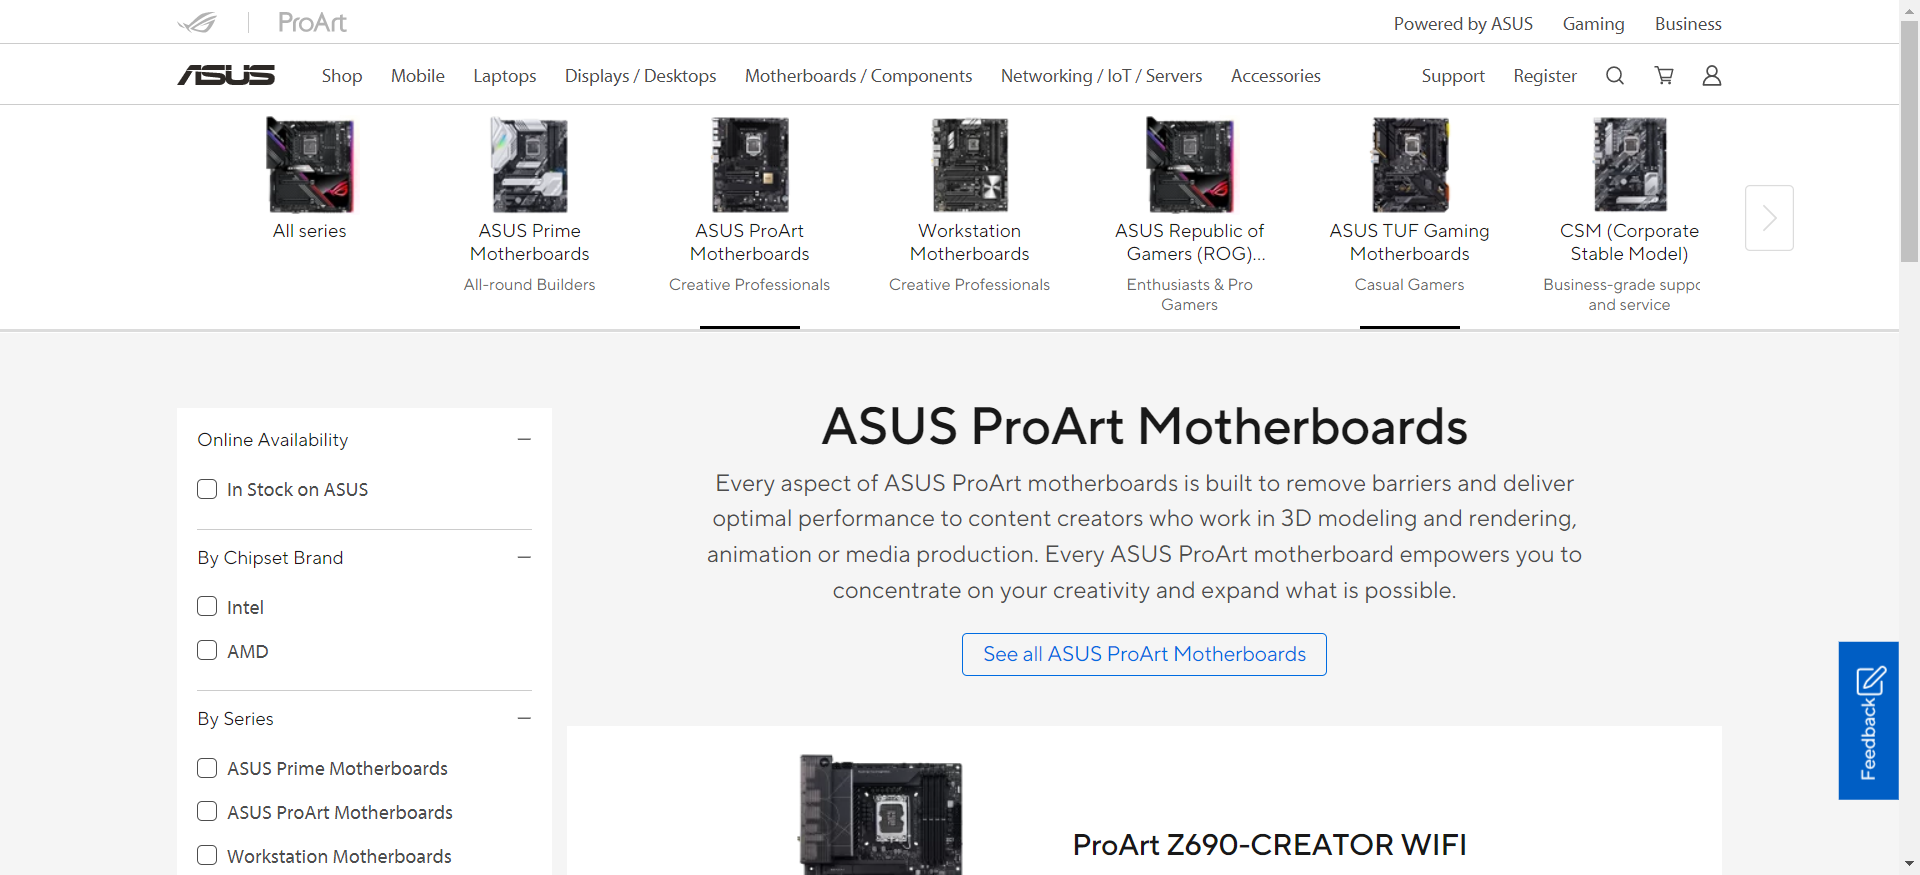 ProArt
Powered by ASUS
Gaming
Business
ASUS
Shop
Mobile
Laptops
Displays / Desktops
Motherboards / Components
Networking / IoT / Servers
Accessories
Support
Register
All series
ASUS Prime
Motherboards
All-round Builders
ASUS ProArt
Motherboards
Creative Professionals
Workstation
Motherboards
Creative Professionals
ASUS Republic of
Gamers (ROG)...
Enthusiasts & Pro
Gamers
ASUS TUF Gaming
Motherboards
Casual Gamers
CSM (Corporate
Stable Model)
Business-grade suppo
and service
Online Availability
In Stock on ASUS
By Chipset Brand
Intel
AMD
By Series
ASUS Prime Motherboards
ASUS ProArt Motherboards
Workstation Motherboards
ASUS ProArt Motherboards
Every aspect of ASUS ProArt motherboards is built to remove barriers and deliver
optimal performance to content creators who work in 3D modeling and rendering,
animation or media production. Every ASUS ProArt motherboard empowers you to
concentrate on your creativity and expand what is possible.
See all ASUS ProArt Motherboards
ProArt Z690-CREATOR WIFI
Feedback